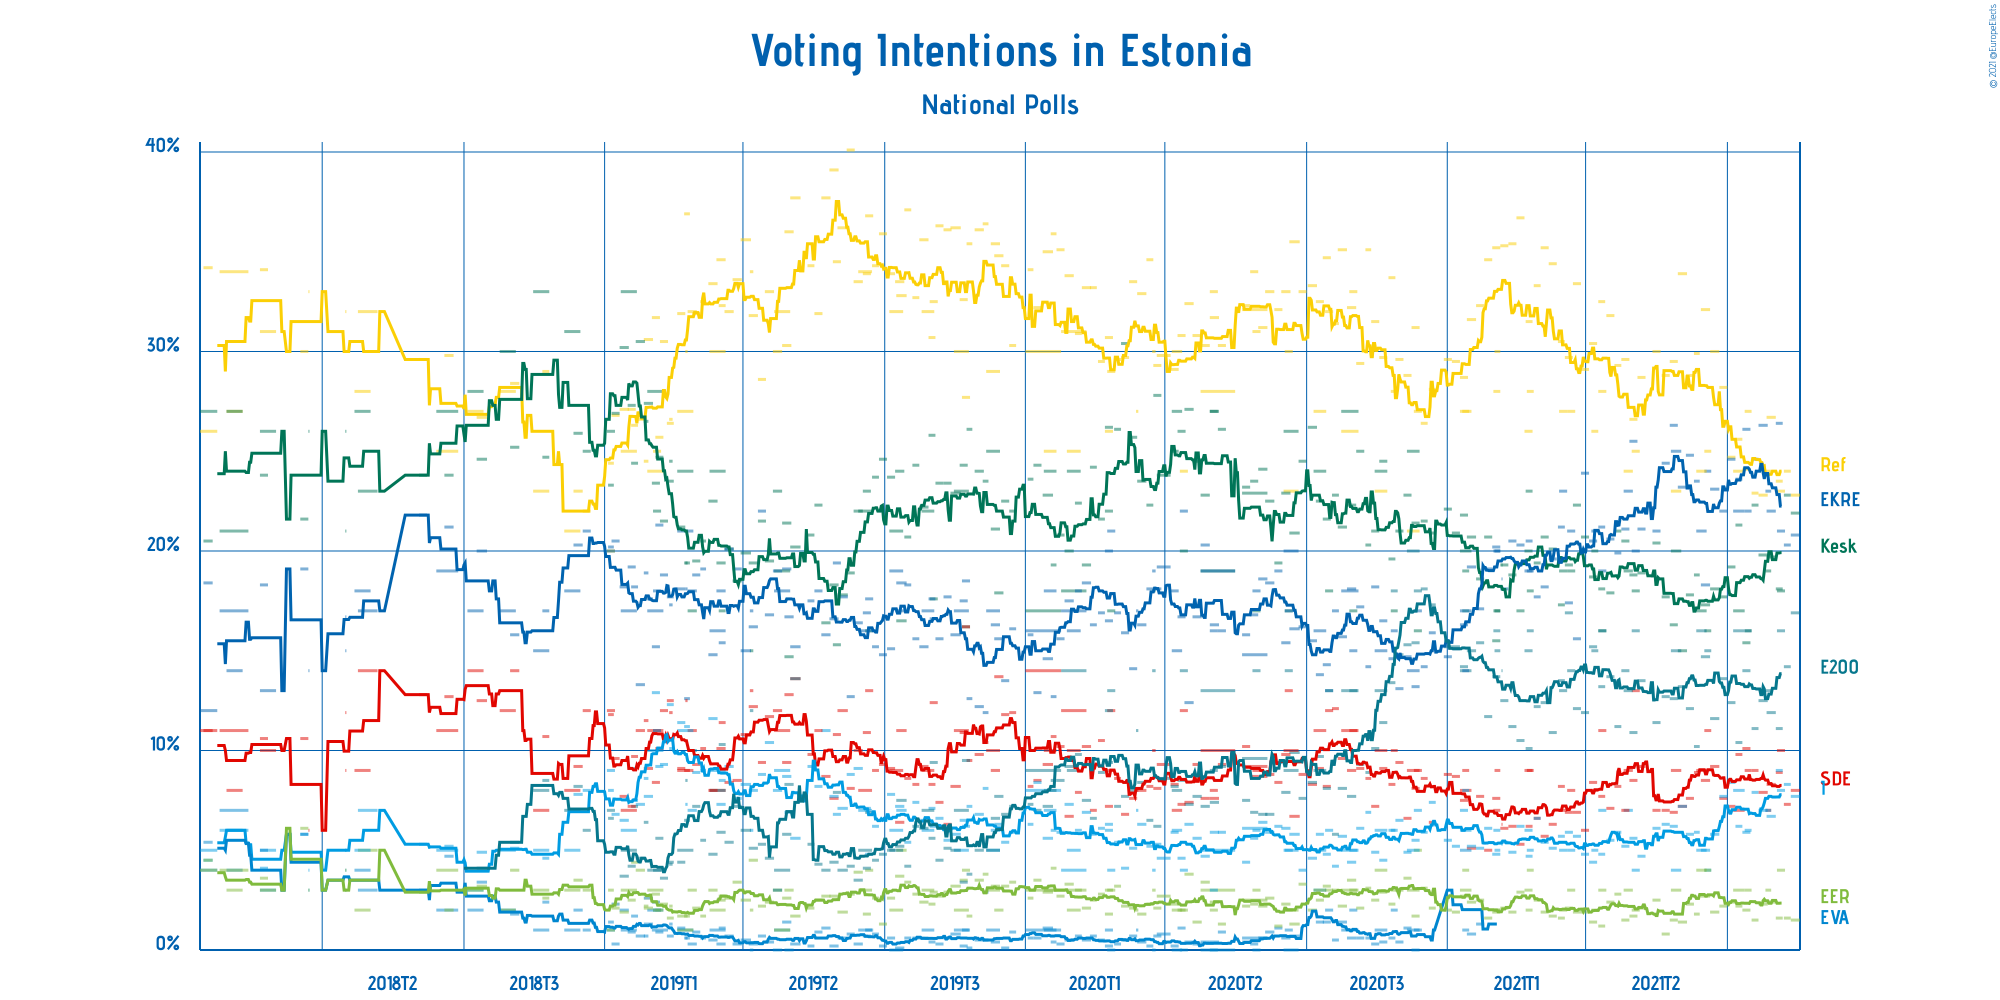 © 2021 @EuropeElects
Voting Intentions in Estonia
National Polls
40%
30%
20%
10%
0%
Ref
EKRE
Kesk
E200
SDE
I
EER
EVA
2018T2 2018T3 2019T1 2019T2 2019T3 2020T1 2020T2 2020T3 2021T1 2021T2